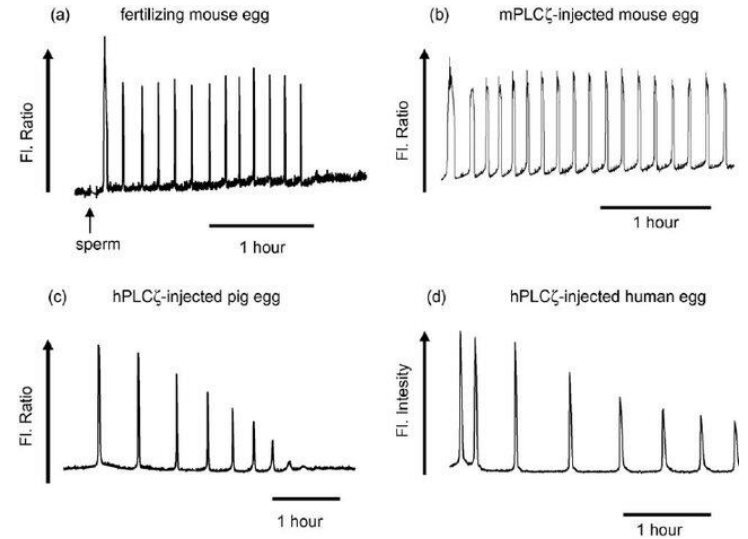 (a) fertilizing mouse egg
Fl. Ratio
sperm
1 hour
(b) mPLCζ-injected mouse egg
Fl. Ratio
1 hour
(c) hPLCζ-injected pig egg
Fl. Ratio
1 hour
(d) hPLCζ-injected human egg
Fl. Intesity
1 hour